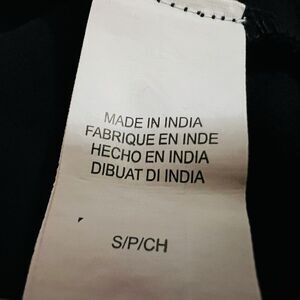 MADE IN INDIA
FABRIQUE EN INDE
HECHO EN INDIA
DIBUAT DI INDIA
S/P/CH